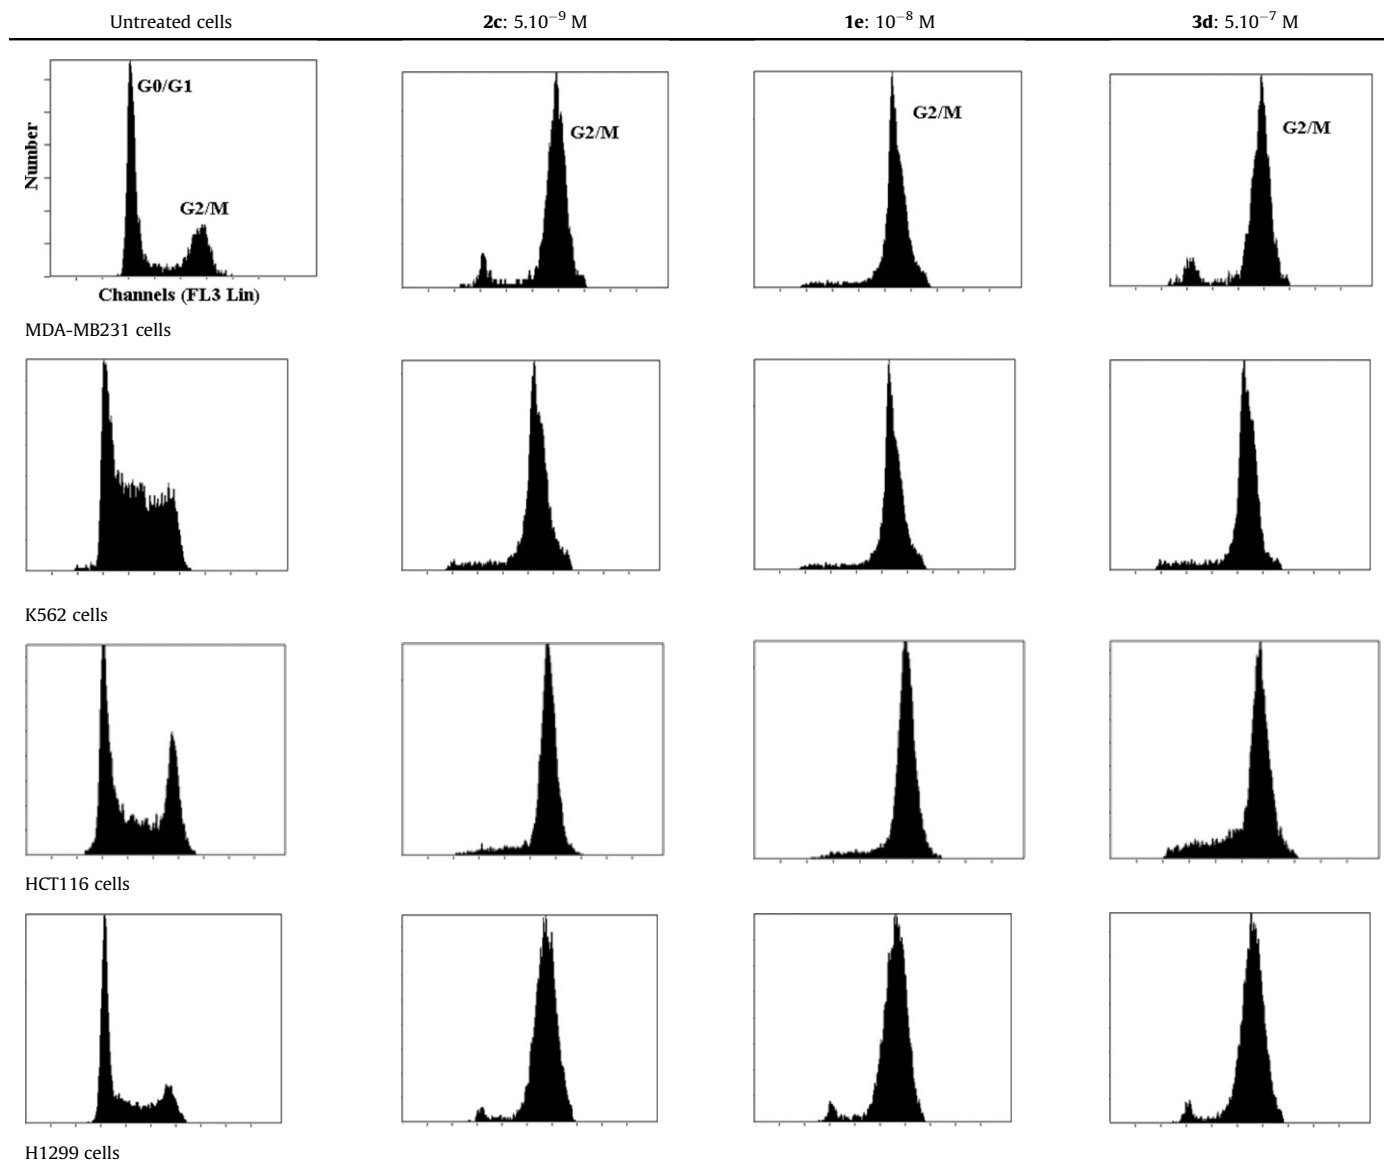 Untreated cells
2c: 5.10⁻⁹ M
1e: 10⁻⁸ M
3d: 5.10⁻⁷ M
G0/G1
G2/M
Number
Channels (FL3 Lin)
G2/M
G2/M
G2/M
MDA-MB231 cells
K562 cells
HCT116 cells
H1299 cells